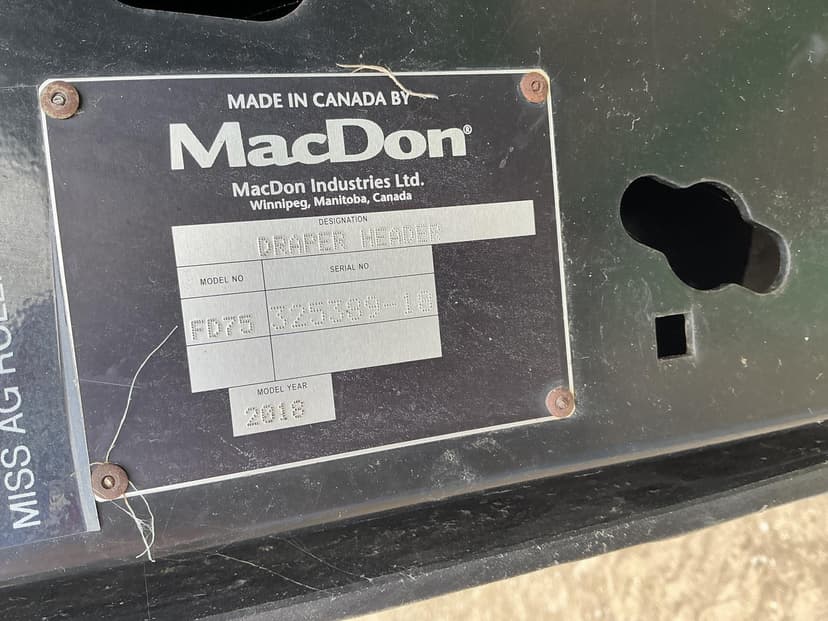 MADE IN CANADA BY
MacDon®
MacDon Industries Ltd.
Winnipeg, Manitoba, Canada
DESIGNATION
DRAPER HEADER
MODEL NO
SERIAL NO
FD75
325389-18
MODEL YEAR
2018
MISS AG